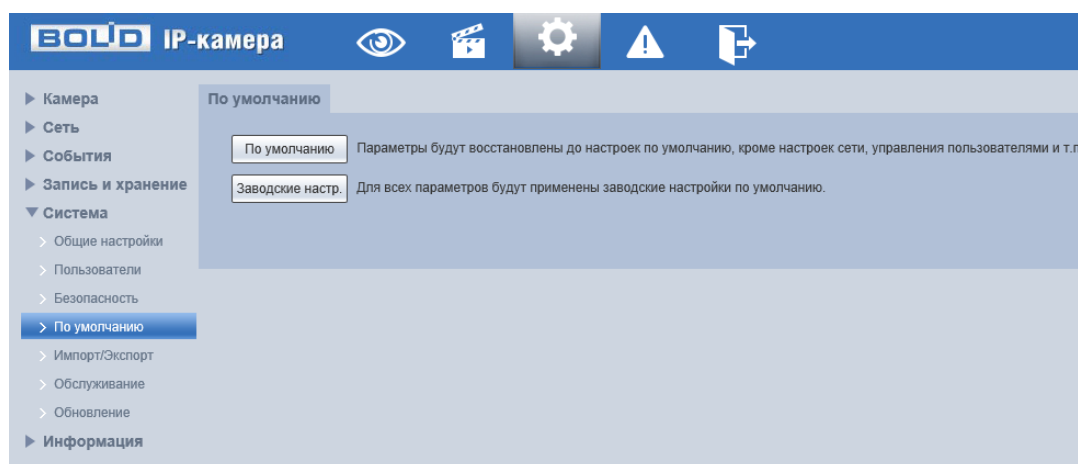 BOLID IP-камера
Камера
По умолчанию
Сеть
По умолчанию Параметры будут восстановлены до настроек по умолчанию, кроме настроек сети, управления пользователями и т.п
События
Запись и хранение
Заводские настр. Для всех параметров будут применены заводские настройки по умолчанию.
Система
Общие настройки
Пользователи
Безопасность
По умолчанию
Импорт/Экспорт
Обслуживание
Обновление
Информация